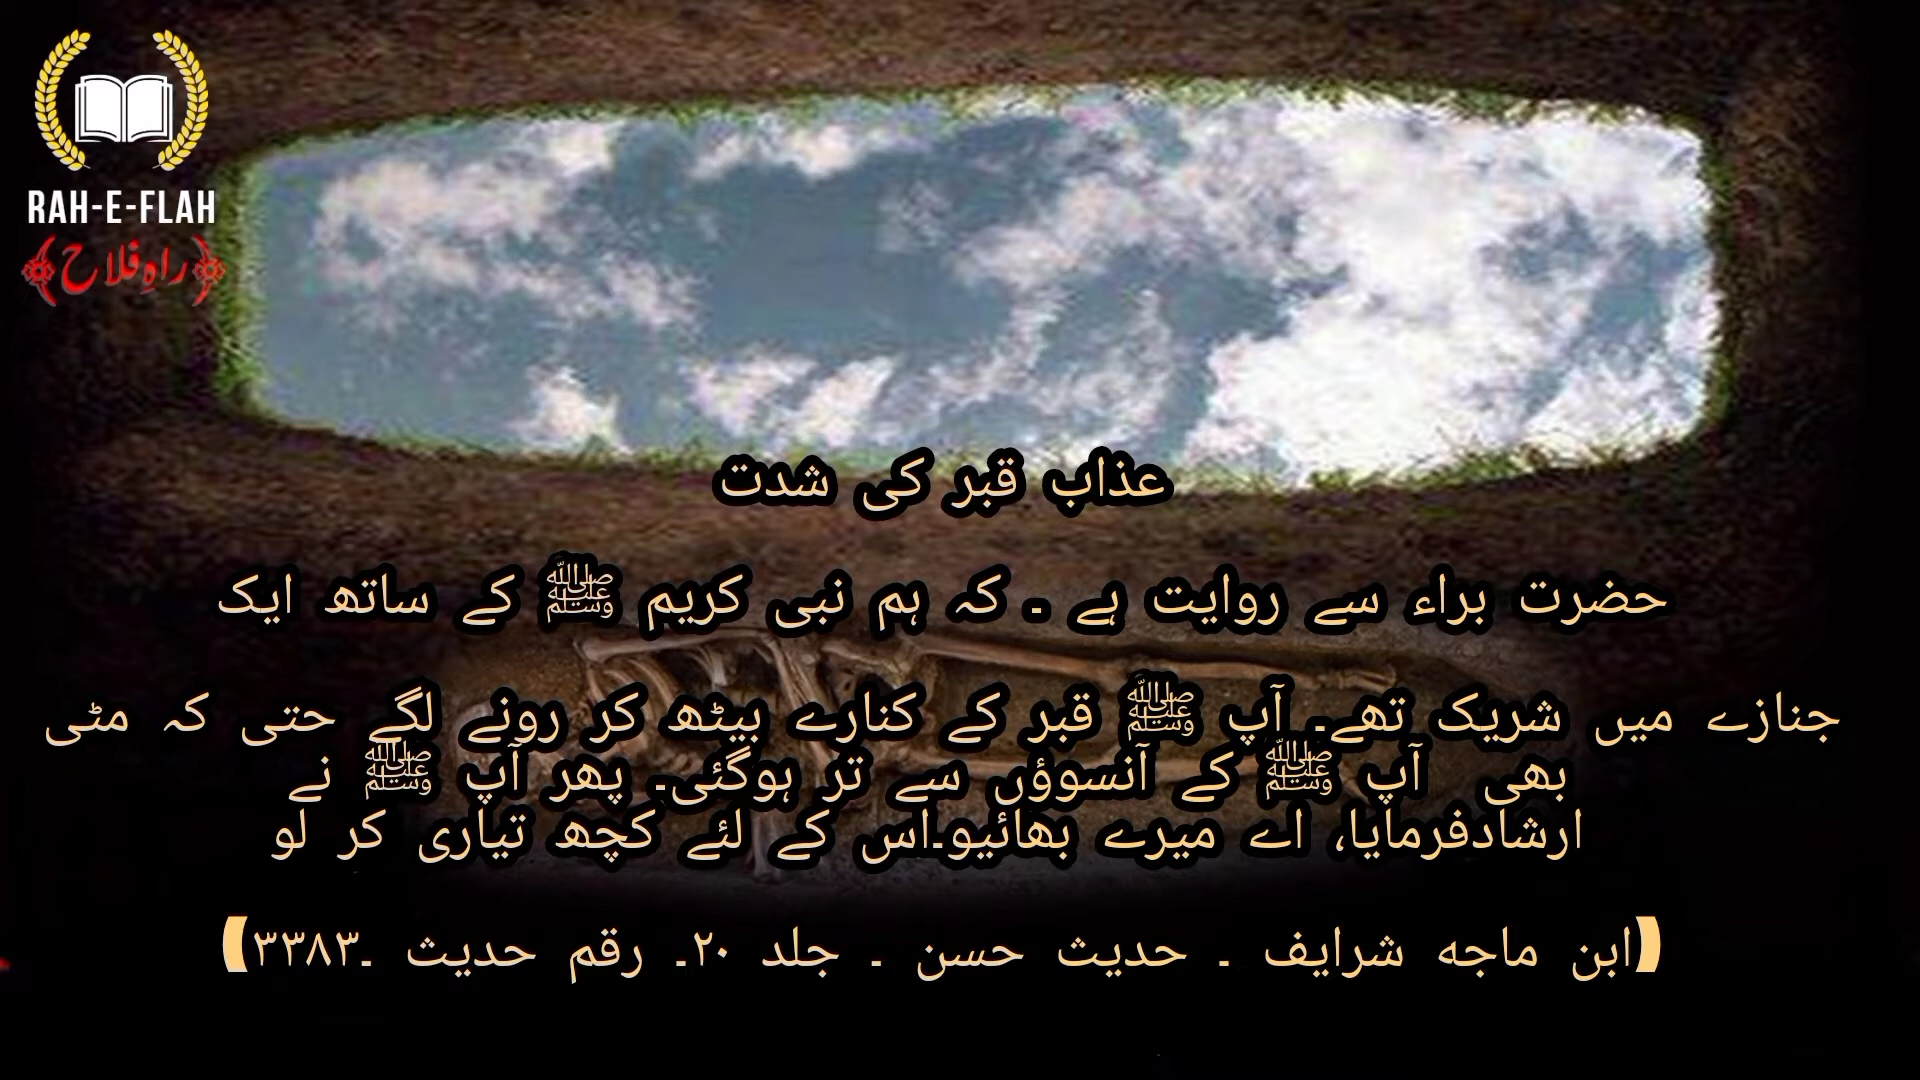 RAH-E-FLAH
راہِ فلاح
عذاب قبر کی شدت
حضرت براء سے روایت ہے ۔ کہ ہم نبی کریم ﷺ کے ساتھ ایک
جنازے میں شریک تھے۔ آپ ﷺ قبر کے کنارے بیٹھ کر رونے لگے حتی کہ مٹی
بھی آپ ﷺ کے آنسوؤں سے تر ہوگئی۔ پھر آپ ﷺ نے
ارشادفرمایا، اے میرے بھائیو۔اس کے لئے کچھ تیاری کر لو
(ابن ماجه شرایف ۔ حدیث حسن ۔ جلد ۲۰۔ رقم حدیث ۔۳۳۸۳)